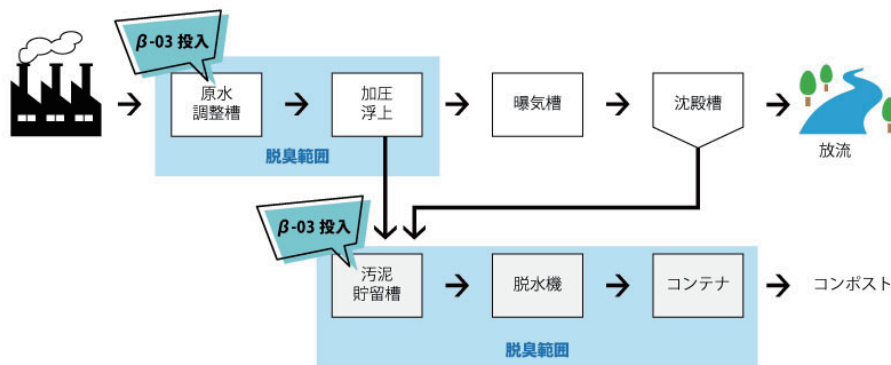 β-03 投入
原水
調整槽
加圧
浮上
曝気槽
沈殿槽
脱臭範囲
放流
β-03 投入
汚泥
貯留槽
脱水機
コンテナ
コンポスト
脱臭範囲